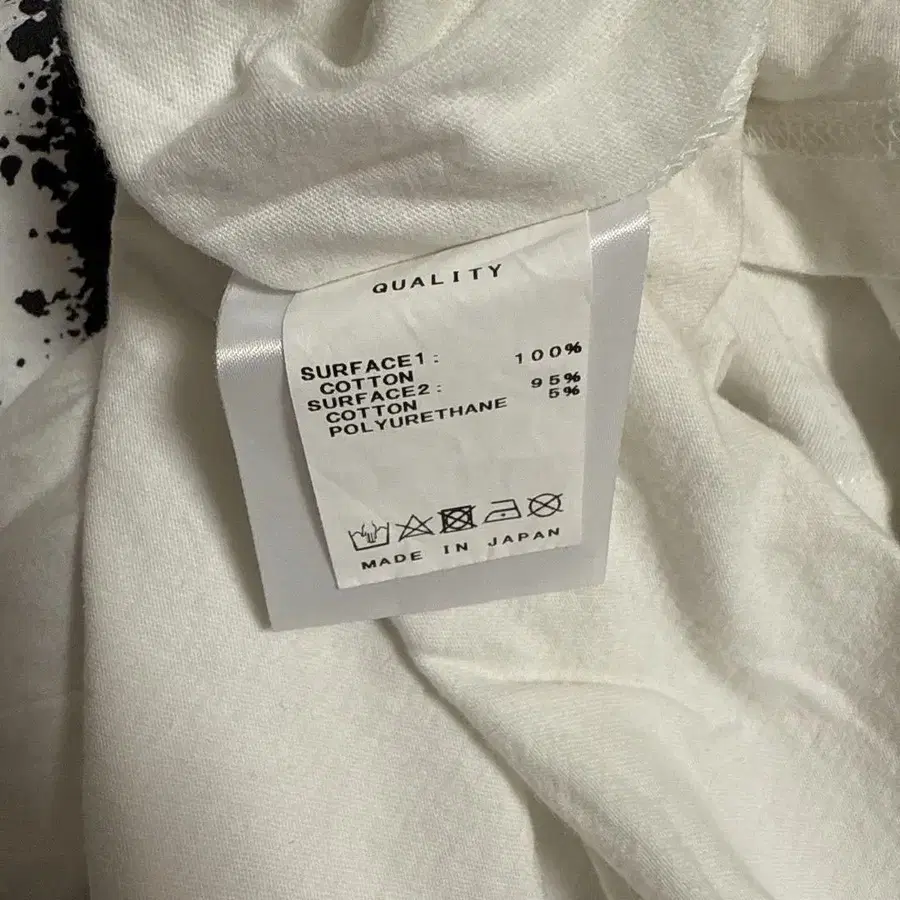 QUALITY
SURFACE1: 100%
COTTON
SURFACE2: 95%
COTTON 5%
POLYURETHANE
MADE IN JAPAN